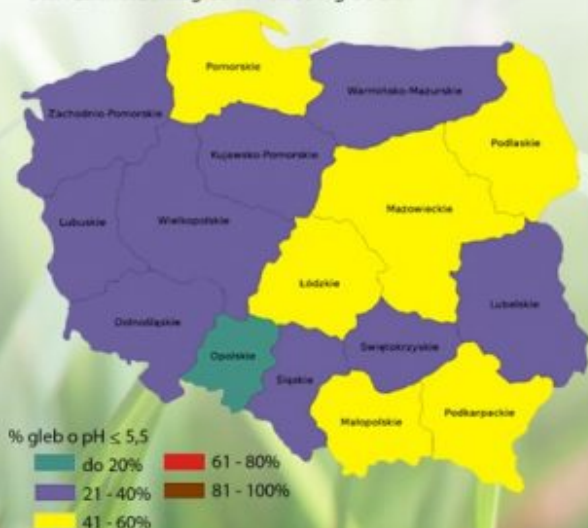 Pomorskie
Warmińsko-Mazurskie
Zachodnio-Pomorskie
Podlaskie
Kujawsko-Pomorskie
Mazowieckie
Lubuskie
Wielkopolskie
Łódzkie
Lubelskie
Dolnośląskie
Opolskie
Świętokrzyskie
Śląskie
Małopolskie
Podkarpackie
% gleb o pH ≤ 5,5
do 20%
61 - 80%
21 - 40%
81 - 100%
41 - 60%